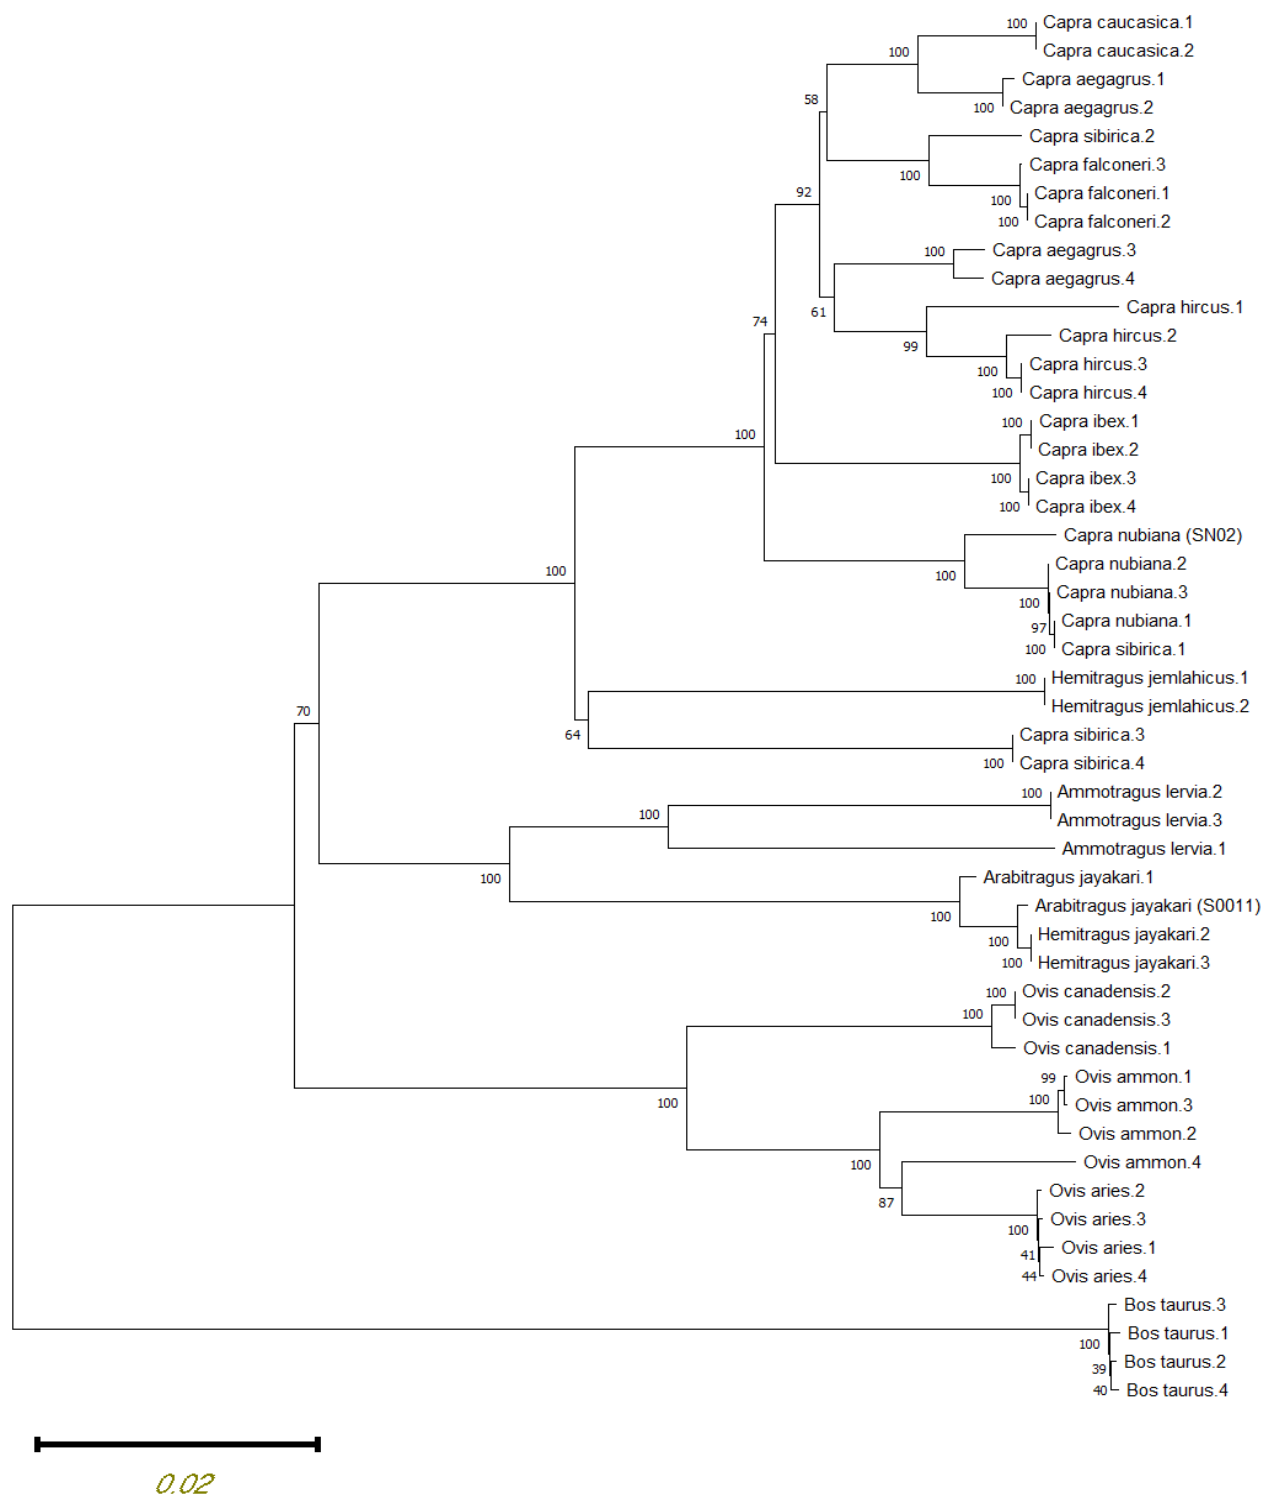 100 Capra caucasica.1
100 Capra caucasica.2
Capra aegagrus.1
58 100 Capra aegagrus.2
Capra sibirica.2
100 Capra falconeri.3
92 100 Capra falconeri.1
100 Capra falconeri.2
100 Capra aegagrus.3
Capra aegagrus.4
61 Capra hircus.1
74 99 Capra hircus.2
100 Capra hircus.3
100 Capra hircus.4
100 100 Capra ibex.1
Capra ibex.2
100 Capra ibex.3
100 Capra ibex.4
Capra nubiana (SN02)
100 100 Capra nubiana.2
100 Capra nubiana.3
97 Capra nubiana.1
100 Capra sibirica.1
100 Hemitragus jemlahicus.1
70 Hemitragus jemlahicus.2
64 Capra sibirica.3
100 Capra sibirica.4
100 Ammotragus lervia.2
100 Ammotragus lervia.3
Ammotragus lervia.1
100 Arabitragus jayakari.1
100 Arabitragus jayakari (S0011)
100 Hemitragus jayakari.2
100 Hemitragus jayakari.3
100 Ovis canadensis.2
100 Ovis canadensis.3
Ovis canadensis.1
99 Ovis ammon.1
100 100 Ovis ammon.3
Ovis ammon.2
100 Ovis ammon.4
87 Ovis aries.2
100 Ovis aries.3
41 Ovis aries.1
44 Ovis aries.4
Bos taurus.3
100 Bos taurus.1
39 Bos taurus.2
40 Bos taurus.4
0.02